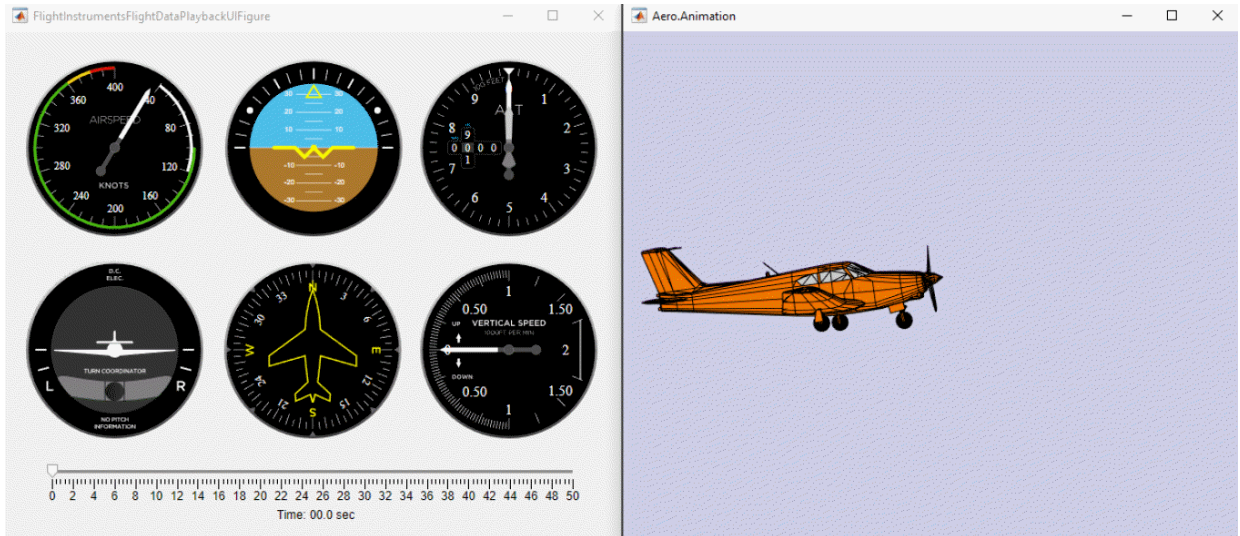 FlightInstrumentsFlightDataPlaybackUIFigure
Aero.Animation
400
360
40
AIRSPEED
320
80
280
120
KNOTS
240
160
200
30 30
20 20
10 10
-10 -10
-20 -20
-30 -30
100 FEET
9 1
ALT
8 9 2
0 0 0 0
7 1 3
6 4
5
D.C.
ELEC.
TURN COORDINATOR
L R
NO PITCH
INFORMATION
N
33 3
30 6
W E
24 12
21 15
S
1
0.50 1.50
UP VERTICAL SPEED
1000FT PER MIN
0 2
DOWN
0.50 1.50
1
0 2 4 6 8 10 12 14 16 18 20 22 24 26 28 30 32 34 36 38 40 42 44 46 48 50
Time: 00.0 sec